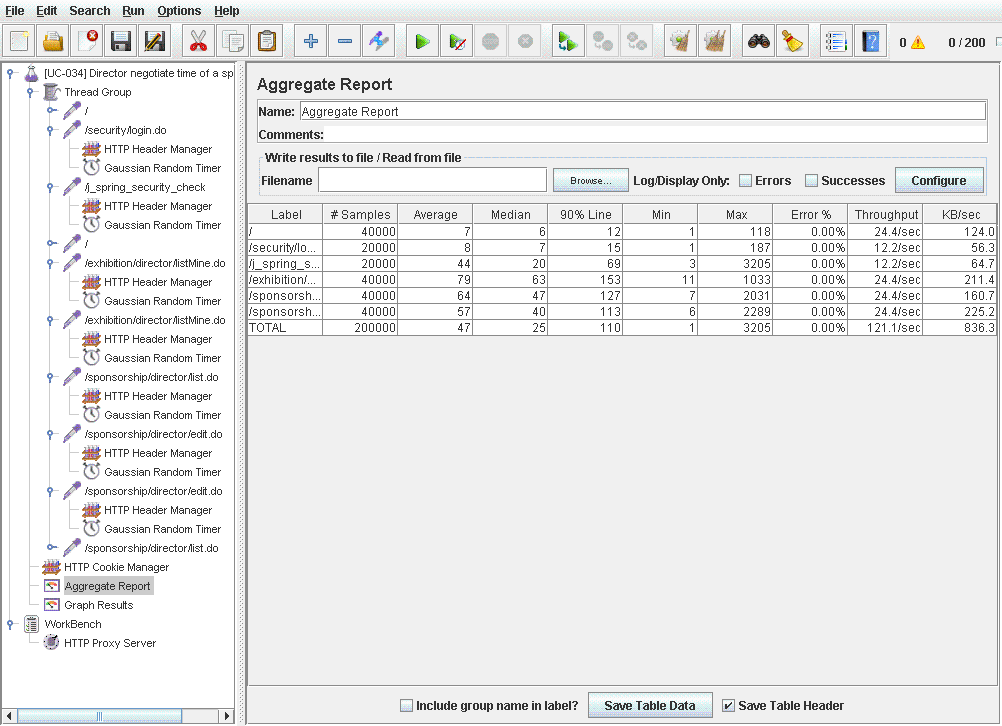 File Edit Search Run Options Help
0 0 / 200
[UC-034] Director negotiate time of a sp
Thread Group
/
/security/login.do
HTTP Header Manager
Gaussian Random Timer
/j_spring_security_check
HTTP Header Manager
Gaussian Random Timer
/
/exhibition/director/listMine.do
HTTP Header Manager
Gaussian Random Timer
/exhibition/director/listMine.do
HTTP Header Manager
Gaussian Random Timer
/sponsorship/director/list.do
HTTP Header Manager
Gaussian Random Timer
/sponsorship/director/edit.do
HTTP Header Manager
Gaussian Random Timer
/sponsorship/director/edit.do
HTTP Header Manager
Gaussian Random Timer
/sponsorship/director/list.do
HTTP Cookie Manager
Aggregate Report
Graph Results
WorkBench
HTTP Proxy Server
Aggregate Report
Name: Aggregate Report
Comments:
Write results to file / Read from file
Filename Browse... Log/Display Only: Errors Successes Configure
Label # Samples Average Median 90% Line Min Max Error % Throughput KB/sec
/ 40000 7 6 12 1 118 0.00% 24.4/sec 124.0
/security/lo... 20000 8 7 15 1 187 0.00% 12.2/sec 56.3
/j_spring_s... 20000 44 20 69 3 3205 0.00% 12.2/sec 64.7
/exhibition/... 40000 79 63 153 11 1033 0.00% 24.4/sec 211.4
/sponsorsh... 40000 64 47 127 7 2031 0.00% 24.4/sec 160.7
/sponsorsh... 40000 57 40 113 6 2289 0.00% 24.4/sec 225.2
TOTAL 200000 47 25 110 1 3205 0.00% 121.1/sec 836.3
Include group name in label? Save Table Data Save Table Header